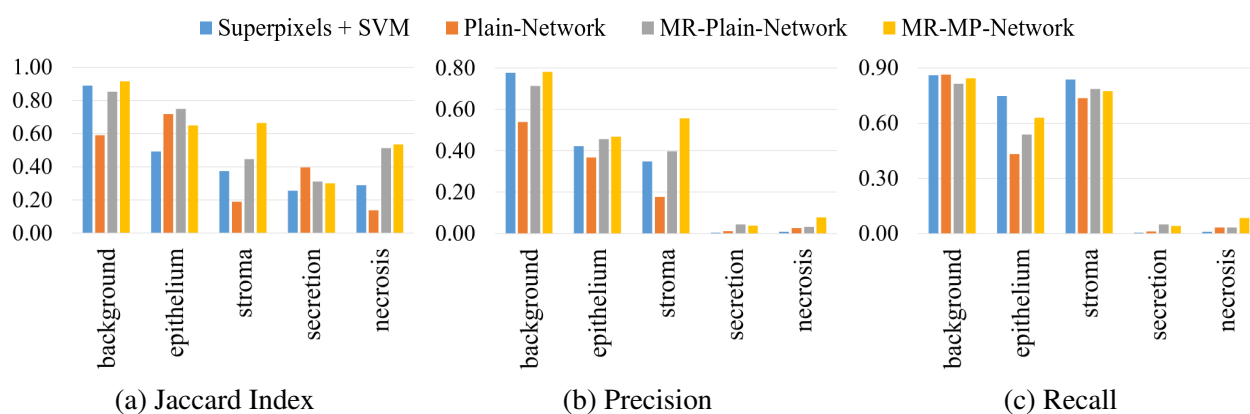 Superpixels + SVM Plain-Network MR-Plain-Network MR-MP-Network
1.00
0.80
0.60
0.40
0.20
0.00
background
epithelium
stroma
secretion
necrosis
(a) Jaccard Index
0.80
0.60
0.40
0.20
0.00
background
epithelium
stroma
secretion
necrosis
(b) Precision
0.90
0.60
0.30
0.00
background
epithelium
stroma
secretion
necrosis
(c) Recall